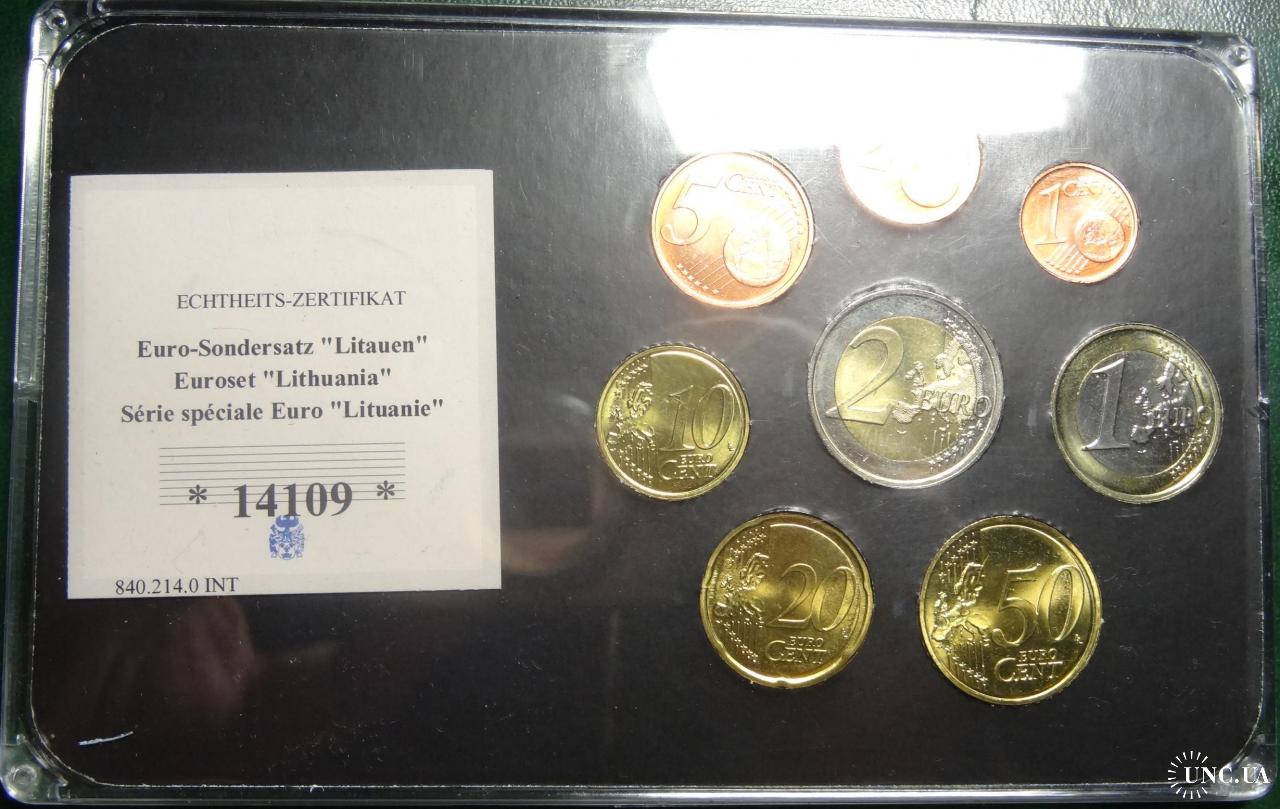 ECHTHEITS-ZERTIFIKAT
Euro-Sondersatz "Litauen"
Euroset "Lithuania"
Série spéciale Euro "Lituanie"
* 14109 *
840.214.0 INT
5 CENT
2
1 CENT
10
EURO
CENT
2
EURO
1
EURO
20
EURO
CENT
50
EURO
CENT
UNC.UA